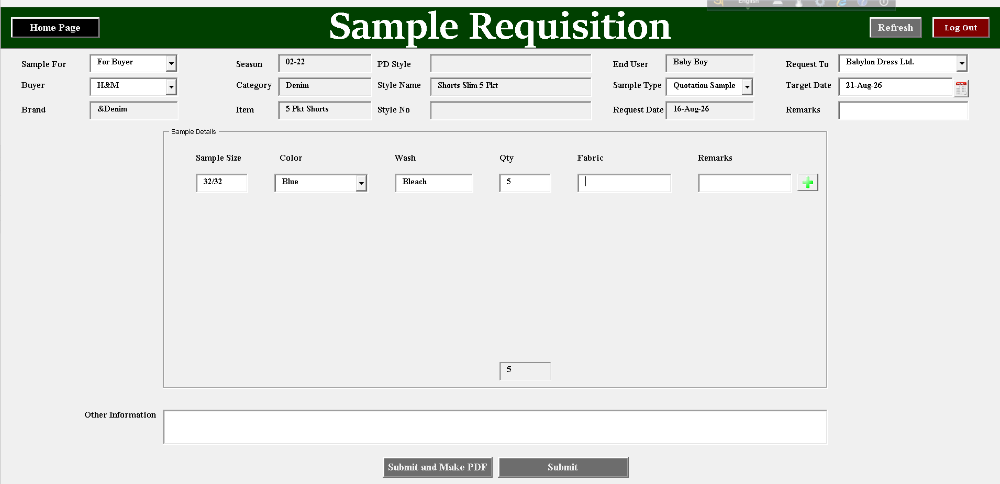 English
Home Page
Sample Requisition
Refresh
Log Out
Sample For For Buyer Season 02-22 PD Style End User Baby Boy Request To Babylon Dress Ltd.
Buyer H&M Category Denim Style Name Shorts Slim 5 Pkt Sample Type Quotation Sample Target Date 21-Aug-26
Brand &Denim Item 5 Pkt Shorts Style No Request Date 16-Aug-26 Remarks
Sample Details
Sample Size Color Wash Qty Fabric Remarks
32/32 Blue Bleach 5
5
Other Information
Submit and Make PDF Submit